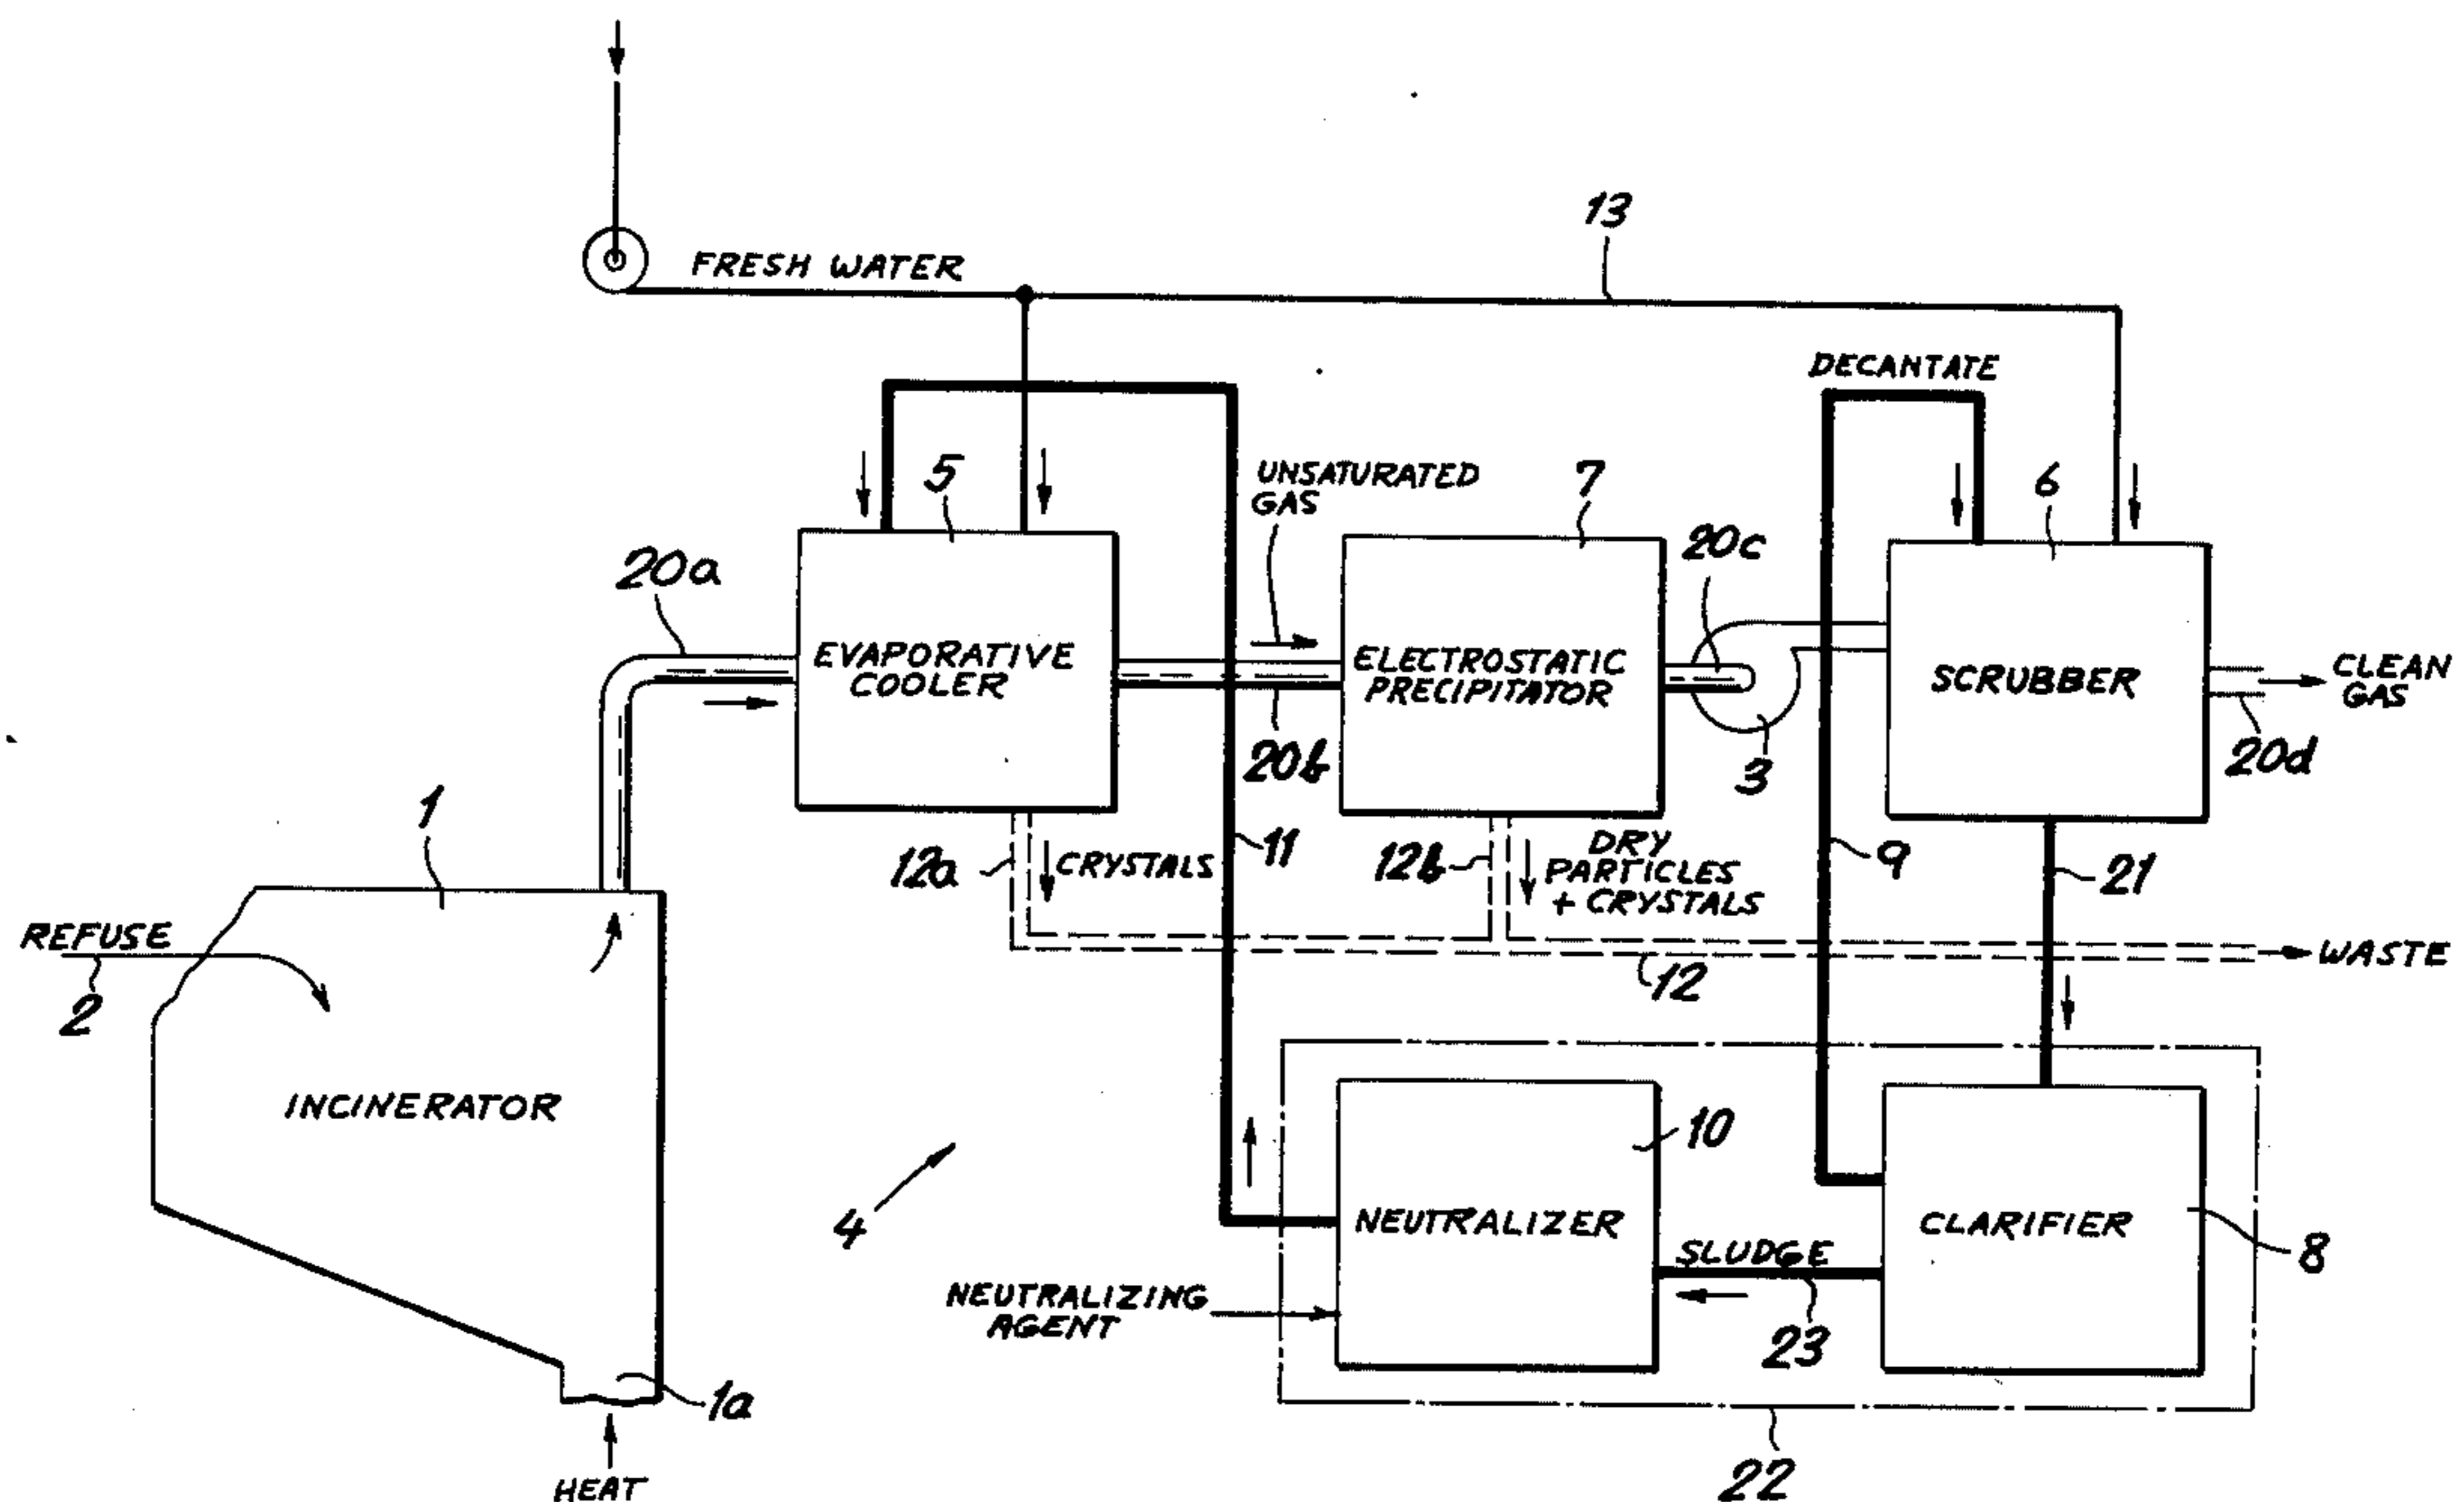 FRESH WATER
13
DECANTATE
5
UNSATURATED
GAS
7
6
20a
20c
EVAPORATIVE
COOLER
ELECTROSTATIC
PRECIPITATOR
SCRUBBER
CLEAN
GAS
20b
3
20d
1
12a
CRYSTALS
11
12b
DRY
PARTICLES
+ CRYSTALS
9
21
REFUSE
2
12
WASTE
INCINERATOR
10
4
NEUTRALIZER
CLARIFIER
8
SLUDGE
NEUTRALIZING
AGENT
23
1a
HEAT
22